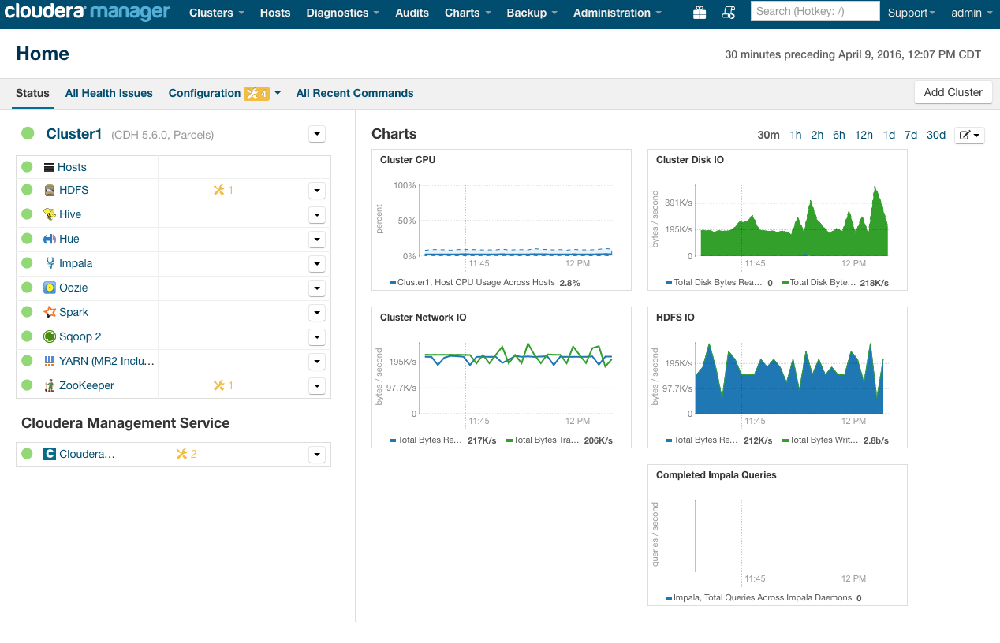 cloudera manager Clusters Hosts Diagnostics Audits Charts Backup Administration Search (Hotkey: /) Support admin
Home
30 minutes preceding April 9, 2016, 12:07 PM CDT
Status All Health Issues Configuration 4 All Recent Commands Add Cluster
Cluster1 (CDH 5.6.0, Parcels)
Hosts
HDFS 1
Hive
Hue
Impala
Oozie
Spark
Sqoop 2
YARN (MR2 Inclu...
ZooKeeper 1
Cloudera Management Service
C Cloudera... 2
Charts 30m 1h 2h 6h 12h 1d 7d 30d
Cluster CPU
percent
100%
50%
0%
11:45 12 PM
Cluster1, Host CPU Usage Across Hosts 2.8%
Cluster Disk IO
bytes / second
391K/s
195K/s
0
11:45 12 PM
Total Disk Bytes Rea... 0 Total Disk Byte... 218K/s
Cluster Network IO
bytes / second
195K/s
97.7K/s
0
11:45 12 PM
Total Bytes Re... 217K/s Total Bytes Tra... 206K/s
HDFS IO
bytes / second
195K/s
97.7K/s
0
11:45 12 PM
Total Bytes Re... 212K/s Total Bytes Writ... 2.8b/s
Completed Impala Queries
queries / second
11:45 12 PM
Impala, Total Queries Across Impala Daemons 0